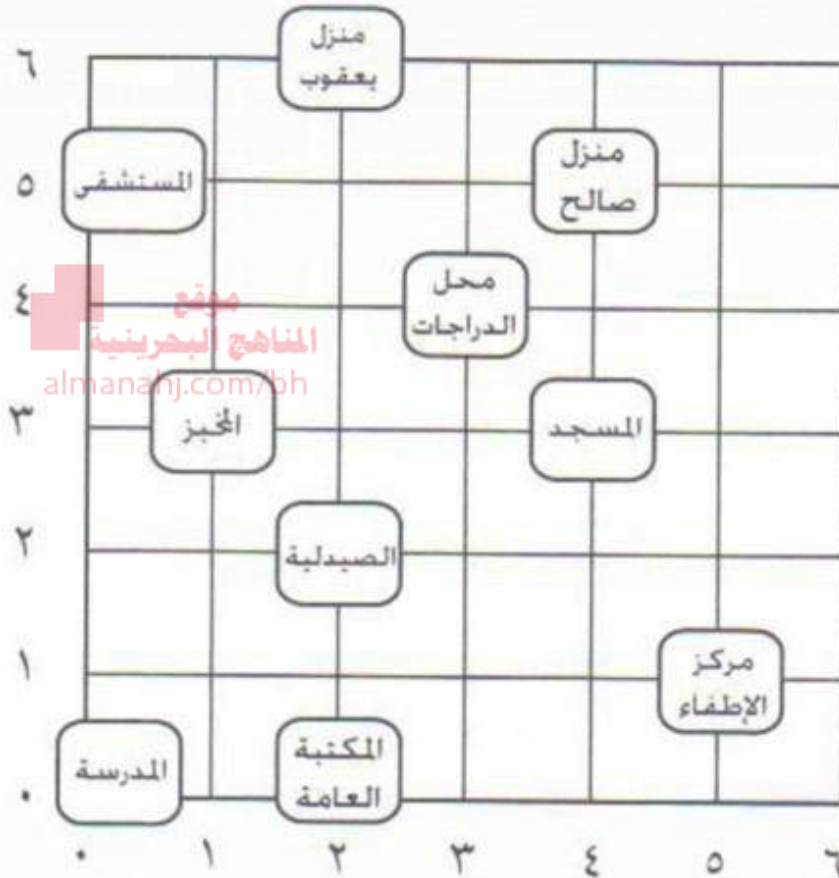 منزل
يعقوب
٦
منزل
صالح
المستشفى
٥
محل
الدراجات
٤
موقع
المناهج البحرينية
almanahj.com/bh
المخبز
المسجد
٣
الصيدلية
٢
مركز
الإطفاء
١
المكتبة
العامة
المدرسة
٠
٠ ١ ٢ ٣ ٤ ٥ ٦